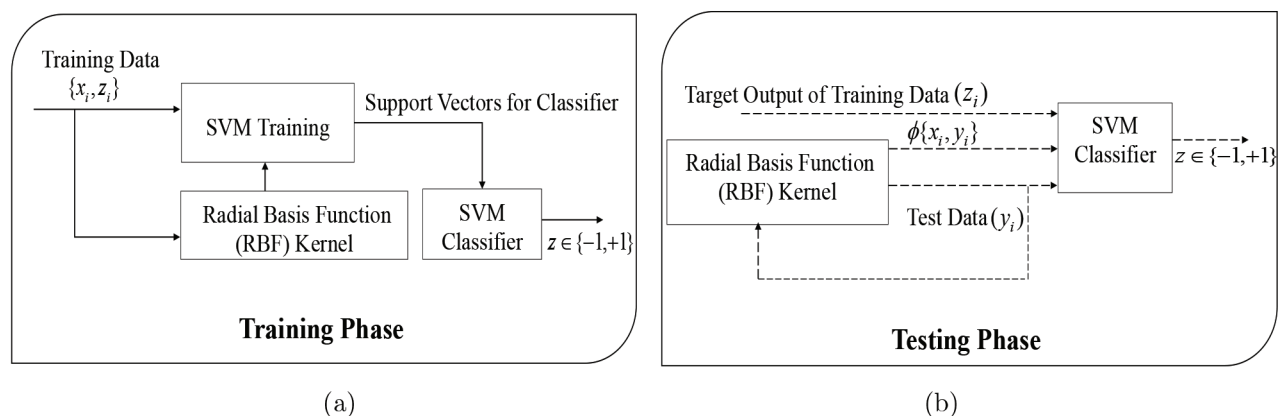 Training Data
{x_i, z_i}
SVM Training
Support Vectors for Classifier
Radial Basis Function
(RBF) Kernel
SVM
Classifier
z ∈ {−1,+1}
Training Phase
(a)
Target Output of Training Data (z_i)
ϕ{x_i, y_i}
Radial Basis Function
(RBF) Kernel
SVM
Classifier
z ∈ {−1,+1}
Test Data (y_i)
Testing Phase
(b)